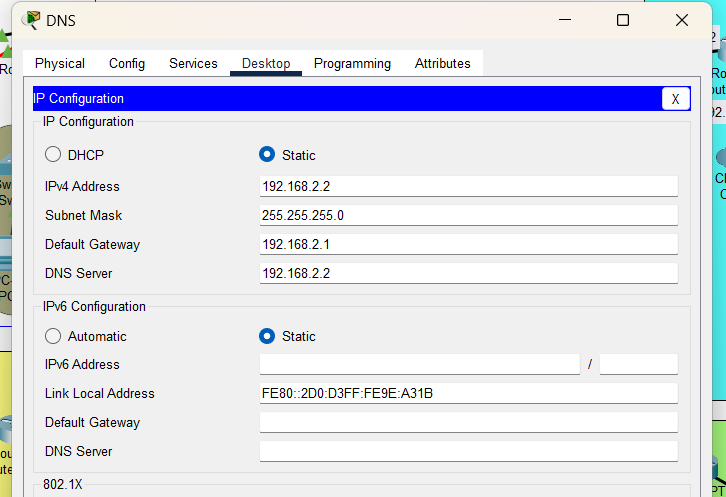 DNS
Physical Config Services Desktop Programming Attributes
IP Configuration X
IP Configuration
DHCP Static
IPv4 Address 192.168.2.2
Subnet Mask 255.255.255.0
Default Gateway 192.168.2.1
DNS Server 192.168.2.2
IPv6 Configuration
Automatic Static
IPv6 Address /
Link Local Address FE80::2D0:D3FF:FE9E:A31B
Default Gateway
DNS Server
802.1X